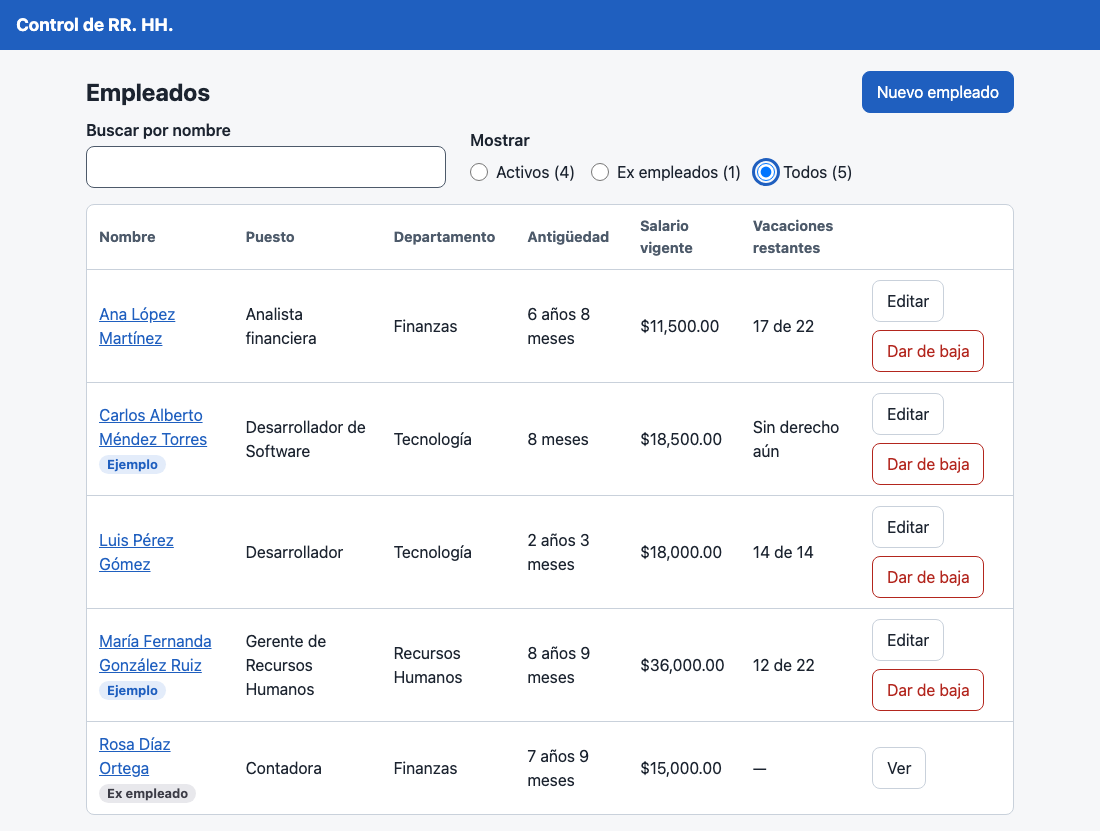 Control de RR. HH.
Empleados
Nuevo empleado
Buscar por nombre
Mostrar
Activos (4)
Ex empleados (1)
Todos (5)
Nombre
Puesto
Departamento
Antigüedad
Salario
vigente
Vacaciones
restantes
Ana López
Martínez
Analista
financiera
Finanzas
6 años 8
meses
$11,500.00
17 de 22
Editar
Dar de baja
Carlos Alberto
Méndez Torres
Ejemplo
Desarrollador de
Software
Tecnología
8 meses
$18,500.00
Sin derecho
aún
Editar
Dar de baja
Luis Pérez
Gómez
Desarrollador
Tecnología
2 años 3
meses
$18,000.00
14 de 14
Editar
Dar de baja
María Fernanda
González Ruiz
Ejemplo
Gerente de
Recursos
Humanos
Recursos
Humanos
8 años 9
meses
$36,000.00
12 de 22
Editar
Dar de baja
Rosa Díaz
Ortega
Ex empleado
Contadora
Finanzas
7 años 9
meses
$15,000.00
—
Ver